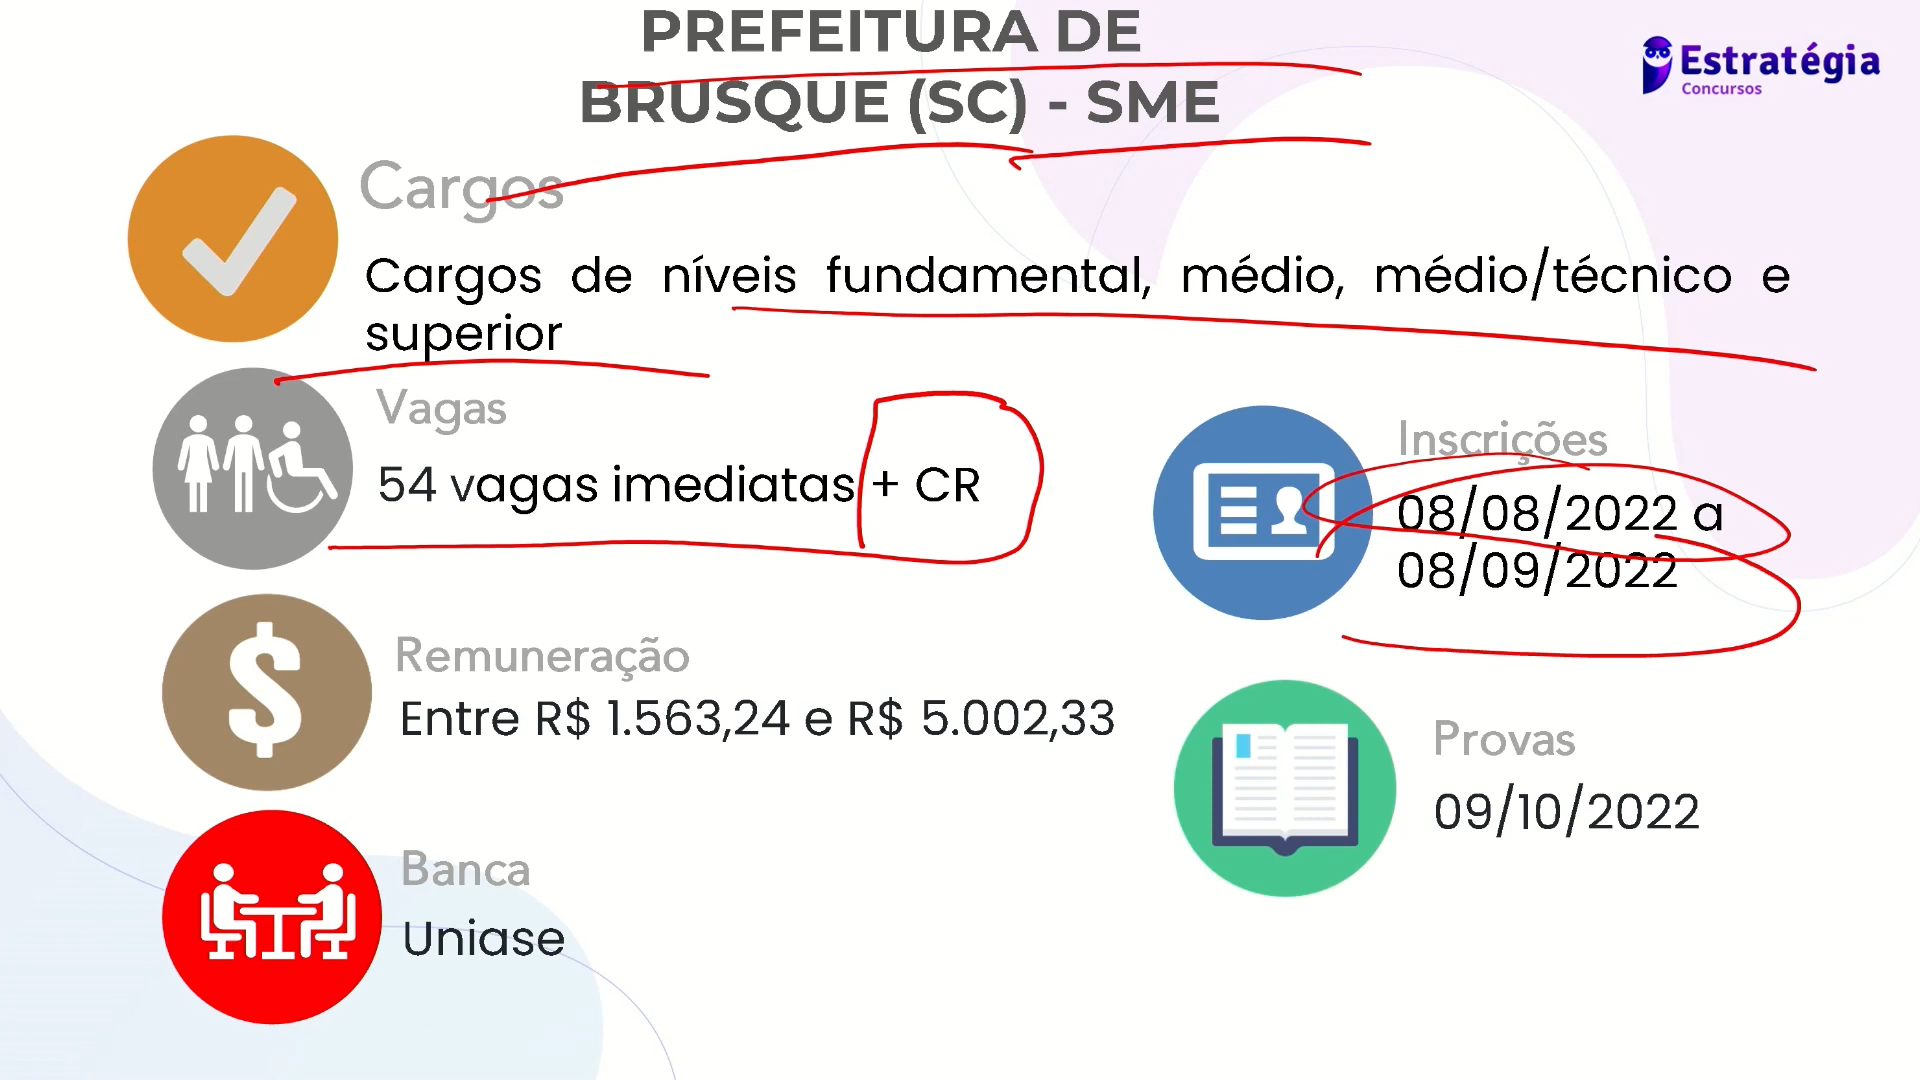 PREFEITURA DE
BRUSQUE (SC) - SME
Estratégia
Concursos
Cargos
Cargos de níveis fundamental, médio, médio/técnico e
superior
Vagas
54 vagas imediatas + CR
Inscrições
08/08/2022 a
08/09/2022
Remuneração
Entre R$ 1.563,24 e R$ 5.002,33
Provas
09/10/2022
Banca
Uniase